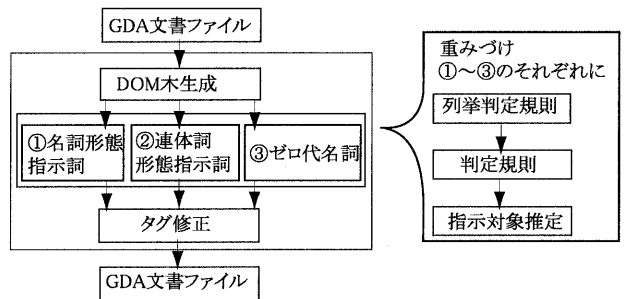 GDA文書ファイル
DOM木生成
①名詞形態
指示詞
②連体詞
形態指示詞
③ゼロ代名詞
タグ修正
GDA文書ファイル
重みづけ
①～③のそれぞれに
列挙判定規則
判定規則
指示対象推定